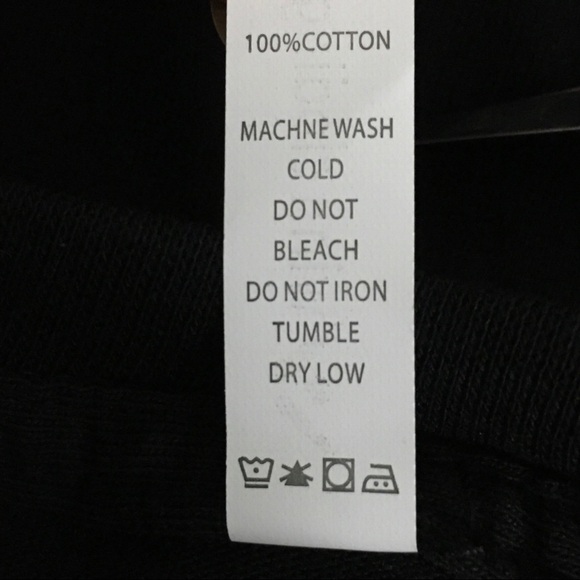 100%COTTON
MACHNE WASH
COLD
DO NOT
BLEACH
DO NOT IRON
TUMBLE
DRY LOW